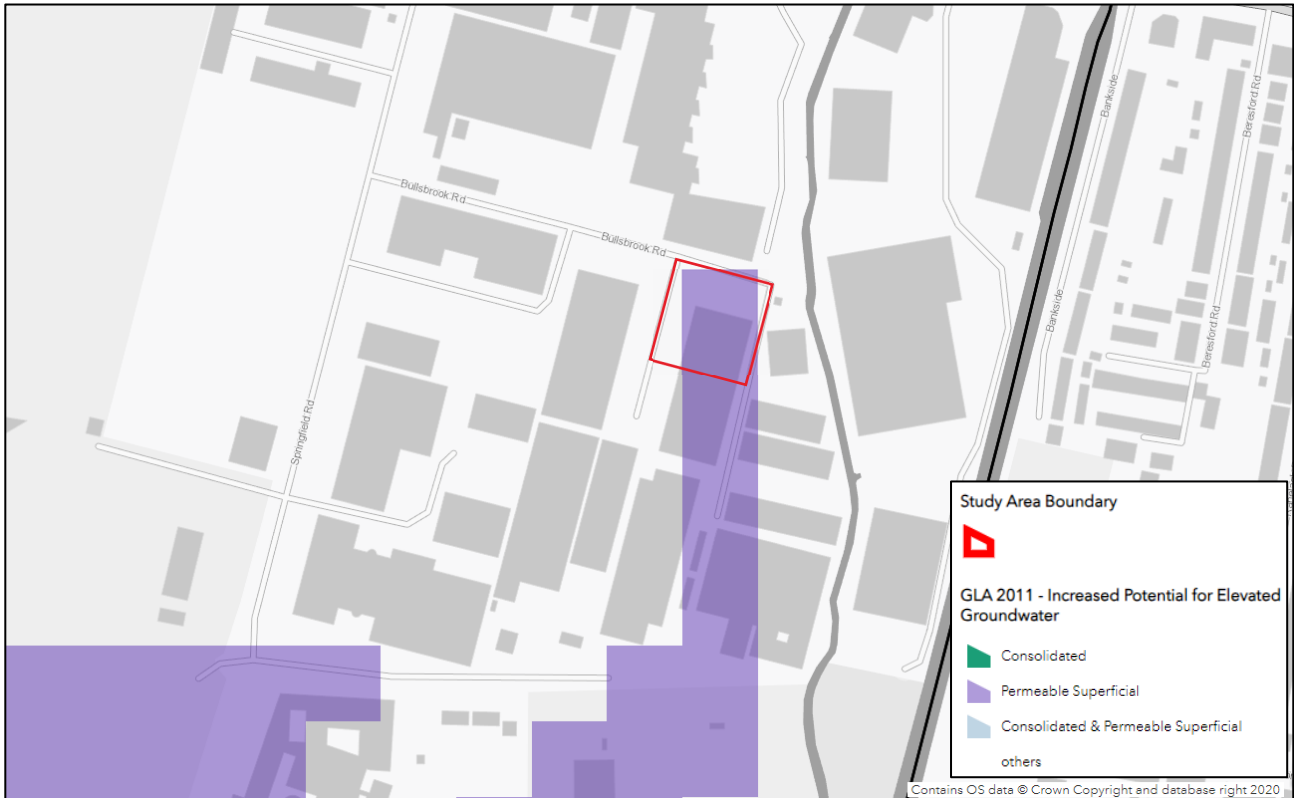 Bankside
Beresford Rd
Bullsbrook Rd
Bullsbrook Rd
Bankside
Beresford Rd
Springfield Rd
Study Area Boundary
GLA 2011 - Increased Potential for Elevated
Groundwater
Consolidated
Permeable Superficial
Consolidated & Permeable Superficial
others
Contains OS data © Crown Copyright and database right 2020